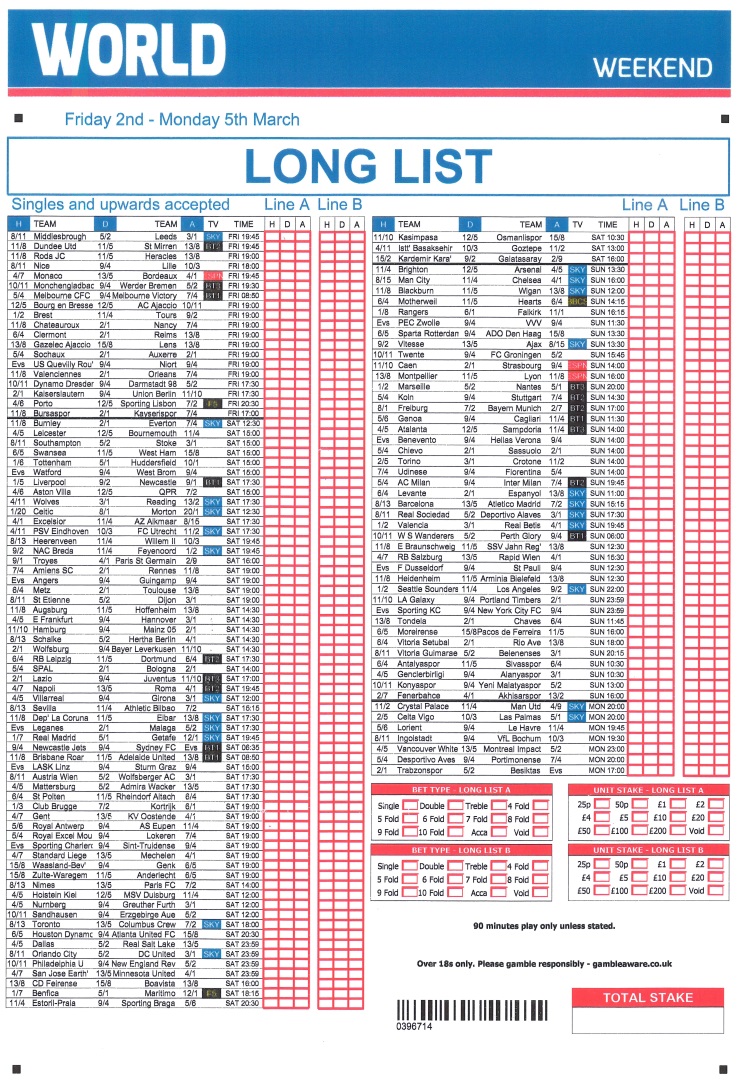 WORLD
WEEKEND
Friday 2nd - Monday 5th March
LONG LIST
Singles and upwards accepted Line A Line B Line A Line B
H TEAM D TEAM A TV TIME H D A H D A
8/11 Middlesbrough 5/2 Leeds 3/1 SKY FRI 19:45
11/8 Dundee Utd 11/5 St Mirren 13/8 FRI 19:45
11/8 Roda JC 11/5 Heracles 13/8 FRI 19:00
8/11 Nice 9/4 Lille 10/3 FRI 18:00
4/7 Monaco 13/5 Bordeaux 4/1 FRI 19:45
10/11 Monchengladbac 9/4 Werder Bremen 5/2 FRI 19:30
5/4 Melbourne CFC 9/4 Melbourne Victory 7/4 FRI 08:50
12/5 Bourg en Bresse 12/5 AC Ajaccio 10/11 FRI 19:00
1/2 Brest 11/4 Tours 9/2 FRI 19:00
11/8 Chateauroux 2/1 Nancy 7/4 FRI 19:00
6/4 Clermont 2/1 Reims 13/8 FRI 19:00
13/8 Gazelec Ajaccio 15/8 Lens 13/8 FRI 19:00
5/4 Sochaux 2/1 Auxerre 2/1 FRI 19:00
Evs US Quevilly Rou' 9/4 Niort 9/4 FRI 19:00
11/8 Valenciennes 2/1 Orleans 7/4 FRI 19:00
10/11 Dynamo Dresder 9/4 Darmstadt 98 5/2 FRI 17:30
2/1 Kaiserslautern 9/4 Union Berlin 11/10 FRI 17:30
4/6 Porto 12/5 Sporting Lisbon 7/2 FRI 20:30
11/8 Bursaspor 2/1 Kayserispor 7/4 FRI 17:00
11/8 Burnley 2/1 Everton 7/4 SKY SAT 12:30
4/5 Leicester 12/5 Bournemouth 11/4 SAT 15:00
8/11 Southampton 5/2 Stoke 3/1 SAT 15:00
6/5 Swansea 11/5 West Ham 15/8 SAT 15:00
1/6 Tottenham 5/1 Huddersfield 10/1 SAT 15:00
Evs Watford 9/4 West Brom 9/4 SAT 15:00
1/5 Liverpool 9/2 Newcastle 9/1 BT1 SAT 17:30
4/6 Aston Villa 12/5 QPR 7/2 SAT 15:00
4/11 Wolves 3/1 Reading 13/2 SKY SAT 17:30
1/20 Celtic 8/1 Morton 20/1 SKY SAT 12:30
4/1 Excelsior 11/4 AZ Alkmaar 8/15 SAT 17:30
4/11 PSV Eindhoven 10/3 FC Utrecht 11/2 SKY SAT 17:30
8/13 Heerenveen 11/4 Willem II 10/3 SAT 19:45
9/2 NAC Breda 11/4 Feyenoord 1/2 SKY SAT 19:45
9/1 Troyes 4/1 Paris St Germain 2/9 SAT 16:00
7/4 Amiens SC 2/1 Rennes 11/8 SAT 19:00
Evs Angers 9/4 Guingamp 9/4 SAT 19:00
6/4 Metz 2/1 Toulouse 13/8 SAT 19:00
8/11 St Etienne 5/2 Dijon 3/1 SAT 19:00
11/8 Augsburg 11/5 Hoffenheim 13/8 SAT 14:30
4/5 E Frankfurt 9/4 Hannover 3/1 SAT 14:30
11/10 Hamburg 9/4 Mainz 05 2/1 SAT 14:30
8/13 Schalke 5/2 Hertha Berlin 4/1 SAT 14:30
2/1 Wolfsburg 9/4 Bayer Leverkusen 11/10 SAT 14:30
6/4 RB Leipzig 11/5 Dortmund 6/4 SAT 17:30
5/4 SPAL 2/1 Bologna 2/1 SAT 14:00
2/1 Lazio 9/4 Juventus 11/10 SAT 17:00
4/7 Napoli 13/5 Roma 4/1 SAT 19:45
4/5 Villarreal 9/4 Girona 3/1 SKY SAT 12:00
8/13 Sevilla 11/4 Athletic Bilbao 7/2 SAT 15:15
11/8 Dep' La Coruna 11/5 Eibar 13/8 SKY SAT 17:30
Evs Leganes 2/1 Malaga 5/2 SKY SAT 17:30
1/7 Real Madrid 5/1 Getafe 12/1 SKY SAT 19:45
9/4 Newcastle Jets 9/4 Sydney FC Evs BT1 SAT 06:35
11/8 Brisbane Roar 11/5 Adelaide United 13/8 BT1 SAT 08:50
Evs LASK Linz 9/4 Sturm Graz 9/4 SAT 15:00
8/11 Austria Wien 5/2 Wolfsberger AC 3/1 SAT 17:30
4/5 Mattersburg 5/2 Admira Wacker 13/5 SAT 17:30
6/4 St Polten 11/5 Rheindorf Altach 6/4 SAT 17:30
1/3 Club Brugge 7/2 Kortrijk 6/1 SAT 19:00
4/7 Gent 13/5 KV Oostende 4/1 SAT 19:00
5/6 Royal Antwerp 9/4 AS Eupen 11/4 SAT 19:00
5/4 Royal Excel Mou 9/4 Lokeren 7/4 SAT 19:00
Evs Sporting Charlerc 9/4 Sint-Truidense 9/4 SAT 19:00
4/7 Standard Liege 13/5 Mechelen 4/1 SAT 19:00
15/8 Waasland-Bev' 9/4 Genk 6/5 SAT 19:00
15/8 Zulte-Waregem 11/5 Anderlecht 6/5 SAT 19:00
8/13 Nimes 13/5 Paris FC 7/2 SAT 14:00
4/5 Holstein Kiel 12/5 MSV Duisburg 11/4 SAT 12:00
4/5 Nurnberg 9/4 Greuther Furth 3/1 SAT 12:00
10/11 Sandhausen 9/4 Erzgebirge Aue 5/2 SAT 12:00
8/13 Toronto 13/5 Columbus Crew 7/2 SKY SAT 18:00
6/5 Houston Dynamc 9/4 Atlanta United FC 15/8 SAT 20:30
4/5 Dallas 5/2 Real Salt Lake 13/5 SAT 23:59
8/11 Orlando City 5/2 DC United 3/1 SKY SAT 23:59
10/11 Philadelphia U 9/4 New England Rev 5/2 SAT 23:59
4/7 San Jose Earth' 13/5 Minnesota United 4/1 SAT 23:59
13/8 CD Feirense 15/8 Boavista 13/8 SAT 16:00
1/7 Benfica 5/1 Maritimo 12/1 SAT 18:15
11/4 Estoril-Praia 9/4 Sporting Braga 5/6 SAT 20:30
H TEAM D TEAM A TV TIME H D A H D A
11/10 Kasimpasa 12/5 Osmanlispor 15/8 SAT 10:30
4/11 Istt' Basaksehir 10/3 Goztepe 11/2 SAT 13:00
15/2 Kardemir Kara' 9/2 Galatasaray 2/9 SAT 16:00
11/4 Brighton 12/5 Arsenal 4/5 SKY SUN 13:30
8/15 Man City 11/4 Chelsea 4/1 SKY SUN 16:00
11/8 Blackburn 11/5 Wigan 13/8 SKY SUN 12:00
6/4 Motherwell 11/5 Hearts 6/4 SUN 14:15
1/8 Rangers 6/1 Falkirk 11/1 SUN 16:15
Evs PEC Zwolle 9/4 VVV 9/4 SUN 11:30
6/5 Sparta Rotterdan 9/4 ADO Den Haag 15/8 SUN 13:30
9/2 Vitesse 13/5 Ajax 8/15 SKY SUN 13:30
10/11 Twente 9/4 FC Groningen 5/2 SUN 15:45
11/10 Caen 2/1 Strasbourg 9/4 SUN 14:00
13/8 Montpellier 11/5 Lyon 11/8 SUN 16:00
1/2 Marseille 5/2 Nantes 5/1 SUN 20:00
5/4 Koln 9/4 Stuttgart 7/4 SUN 14:30
8/1 Freiburg 7/2 Bayern Munich 2/7 SUN 17:00
5/6 Genoa 9/4 Cagliari 11/4 SUN 11:30
4/5 Atalanta 12/5 Sampdoria 11/4 SUN 14:00
Evs Benevento 9/4 Hellas Verona 9/4 SUN 14:00
5/4 Chievo 2/1 Sassuolo 2/1 SUN 14:00
2/5 Torino 3/1 Crotone 11/2 SUN 14:00
7/4 Udinese 9/4 Fiorentina 5/4 SUN 14:00
5/4 AC Milan 9/4 Inter Milan 7/4 SUN 19:45
6/4 Levante 2/1 Espanyol 13/8 SKY SUN 11:00
8/13 Barcelona 13/5 Atletico Madrid 7/2 SKY SUN 15:15
8/11 Real Sociedad 5/2 Deportivo Alaves 3/1 SKY SUN 17:30
1/2 Valencia 3/1 Real Betis 4/1 SKY SUN 19:45
10/11 W S Wanderers 5/2 Perth Glory 9/4 BT1 SUN 06:00
11/8 E Braunschweig 11/5 SSV Jahn Reg' 13/8 SUN 12:30
4/7 RB Salzburg 13/5 Rapid Wien 4/1 SUN 15:30
Evs F Dusseldorf 9/4 St Pauli 9/4 SUN 12:30
11/8 Heidenheim 11/5 Arminia Bielefeld 13/8 SUN 12:30
1/2 Seattle Sounders 11/4 Los Angeles 9/2 SKY SUN 22:00
11/10 LA Galaxy 9/4 Portland Timbers 2/1 SUN 23:59
Evs Sporting KC 9/4 New York City FC 9/4 SUN 23:59
13/8 Tondela 2/1 Chaves 6/4 SUN 11:45
6/5 Moreirense 15/8 Pacos de Ferreira 11/5 SUN 16:00
6/4 Vitoria Setubal 2/1 Rio Ave 13/8 SUN 18:00
8/11 Vitoria Guimarae 5/2 Belenenses 3/1 SUN 20:15
6/4 Antalyaspor 11/5 Sivasspor 6/4 SUN 10:30
4/5 Genclerbirligi 9/4 Alanyaspor 3/1 SUN 10:30
10/11 Konyaspor 9/4 Yeni Malatyaspor 5/2 SUN 13:00
2/7 Fenerbahce 4/1 Akhisarspor 13/2 SUN 16:00
11/2 Crystal Palace 11/4 Man Utd 4/9 SKY MON 20:00
2/5 Celta Vigo 10/3 Las Palmas 5/1 SKY MON 20:00
5/6 Lorient 9/4 Le Havre 11/4 MON 19:45
8/11 Ingolstadt 9/4 VfL Bochum 10/3 MON 19:30
4/5 Vancouver White 13/5 Montreal Impact 5/2 MON 23:00
5/4 Desportivo Aves 9/4 Portimonense 7/4 MON 20:00
2/1 Trabzonspor 5/2 Besiktas Evs MON 17:00
BET TYPE - LONG LIST A
Single Double Treble 4 Fold
5 Fold 6 Fold 7 Fold 8 Fold
9 Fold 10 Fold Acca Void
UNIT STAKE - LONG LIST A
25p 50p £1 £2
£4 £5 £10 £20
£50 £100 £200 Void
BET TYPE - LONG LIST B
Single Double Treble 4 Fold
5 Fold 6 Fold 7 Fold 8 Fold
9 Fold 10 Fold Acca Void
UNIT STAKE - LONG LIST B
25p 50p £1 £2
£4 £5 £10 £20
£50 £100 £200 Void
90 minutes play only unless stated.
Over 18s only. Please gamble responsibly - gambleaware.co.uk
0396714
TOTAL STAKE